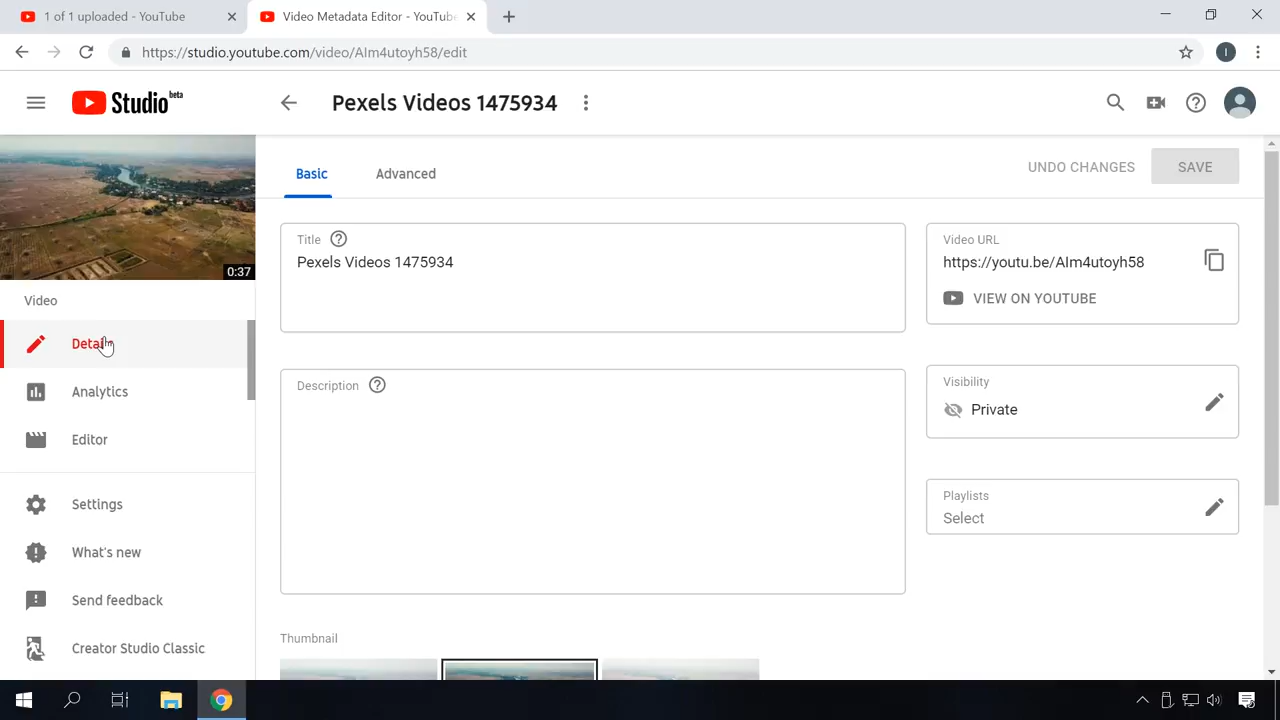 1 of 1 uploaded - YouTube
Video Metadata Editor - YouTube
https://studio.youtube.com/video/AIm4utoyh58/edit
I
Studio beta
Pexels Videos 1475934
0:37
Video
Details
Analytics
Editor
Settings
What's new
Send feedback
Creator Studio Classic
Basic
Advanced
UNDO CHANGES
SAVE
Title
Pexels Videos 1475934
Description
Thumbnail
Video URL
https://youtu.be/AIm4utoyh58
VIEW ON YOUTUBE
Visibility
Private
Playlists
Select